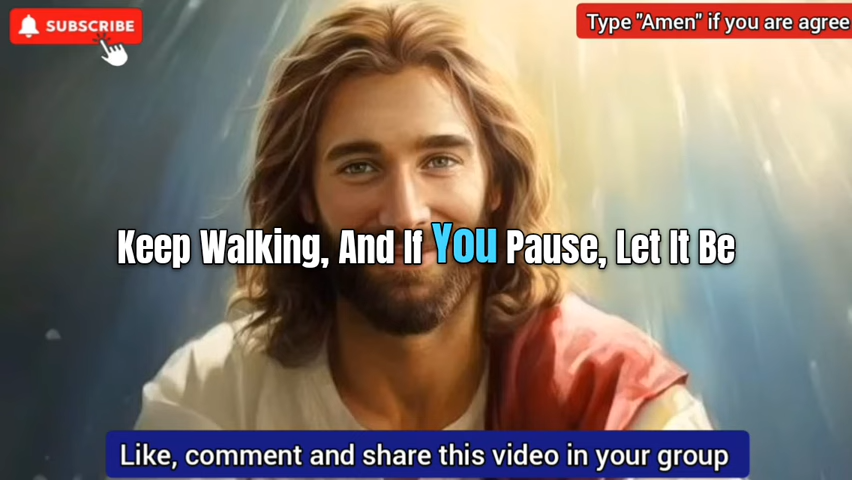 SUBSCRIBE
Type "Amen" if you are agree
Keep Walking, And If You Pause, Let It Be
Like, comment and share this video in your group